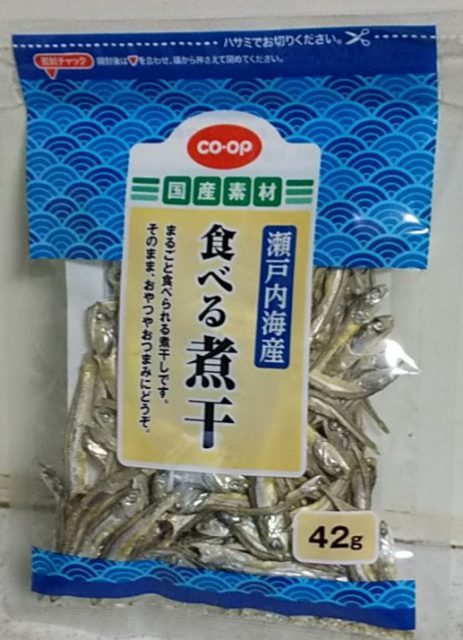 ハサミでお切りください。
密封チャック
開封後は▼を合わせ、端から押さえて閉めてください。
CO·OP
国産素材
瀬戸内海産
食べる煮干
まるごと食べられる煮干しです。
そのまま、おやつやおつまみにどうぞ。
42g